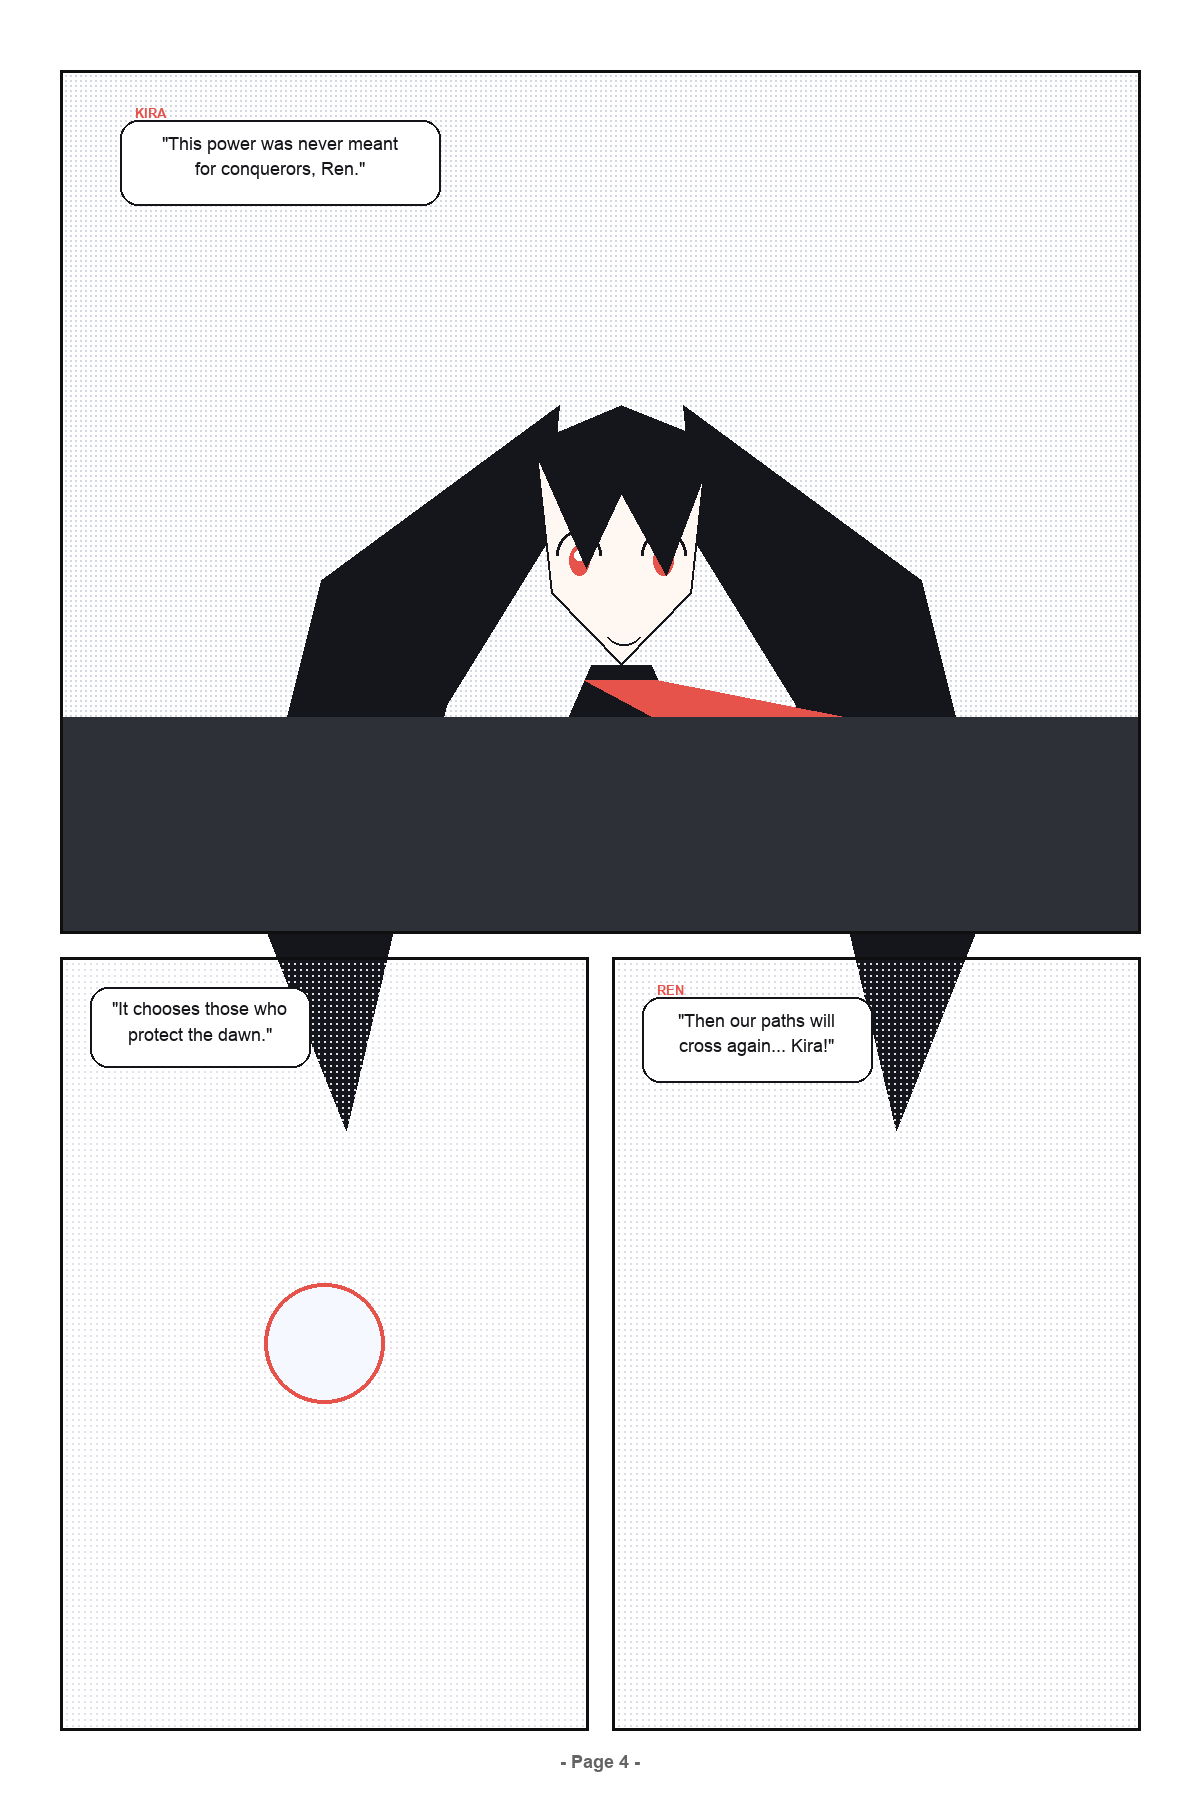 KIRA
"This power was never meant
for conquerors, Ren."
"It chooses those who
protect the dawn."
REN
"Then our paths will
cross again... Kira!"
- Page 4 -